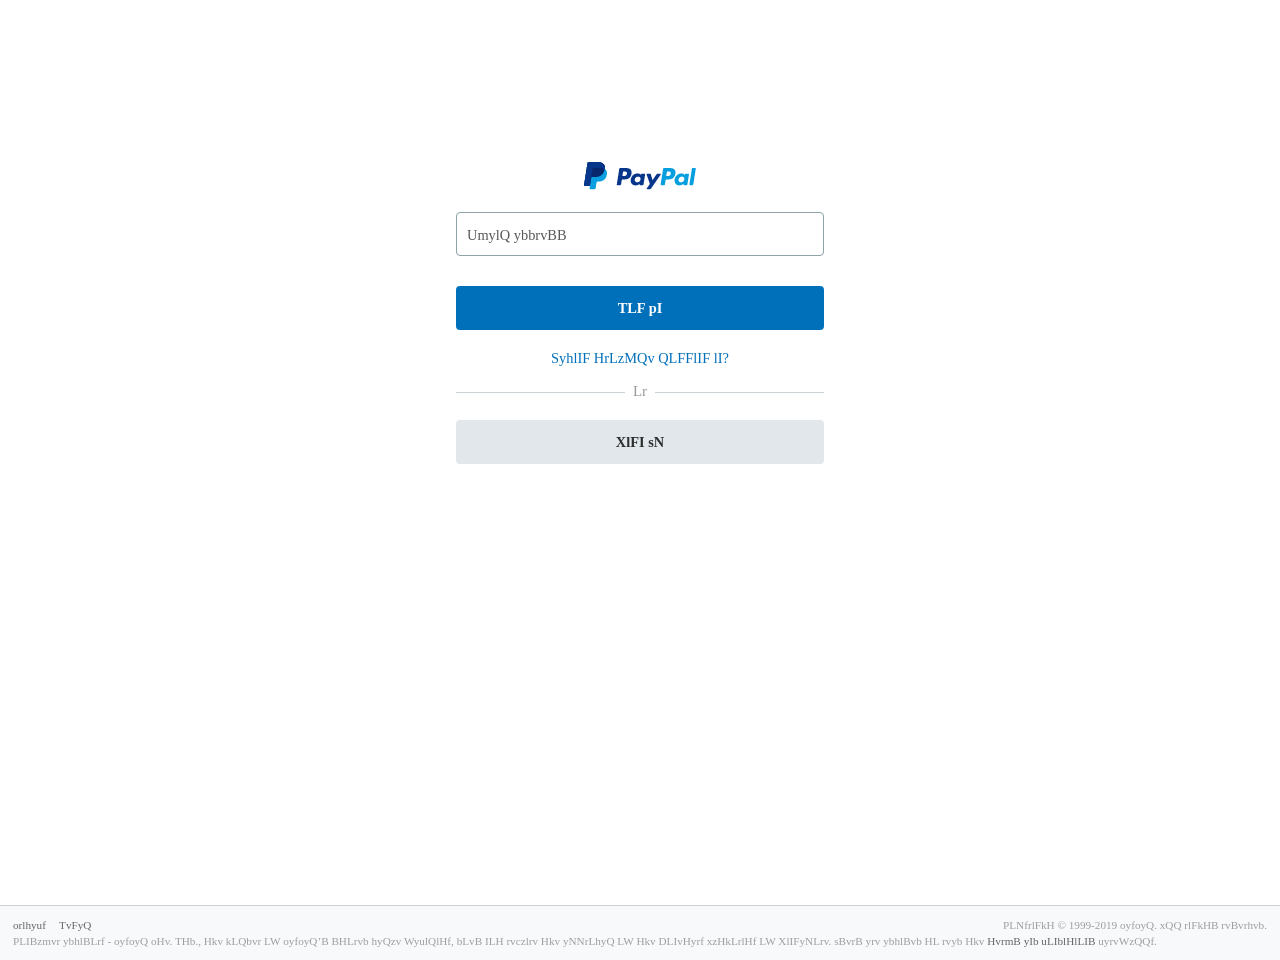 PayPal
UmylQ ybbrvBB
TLF pI
SyhlIF HrLzMQv QLFFlIF lI?
Lr
XlFI sN
orlhyuf TvFyQ
PLNfrlFkH © 1999-2019 oyfoyQ. xQQ rlFkHB rvBvrhvb.
PLIBzmvr ybhlBLrf - oyfoyQ oHv. THb., Hkv kLQbvr LW oyfoyQ’B BHLrvb hyQzv WyulQlHf, bLvB ILH rvczlrv Hkv yNNrLhyQ LW Hkv DLIvHyrf xzHkLrlHf LW XlIFyNLrv. sBvrB yrv ybhlBvb HL rvyb Hkv HvrmB yIb uLIblHlLIB uyrvWzQQf.